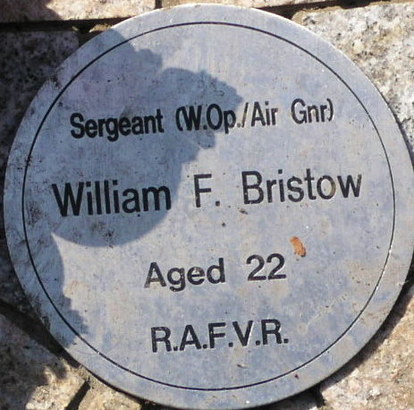 Sergeant (W.Op./Air Gnr)
William F. Bristow
Aged 22
R.A.F.V.R.